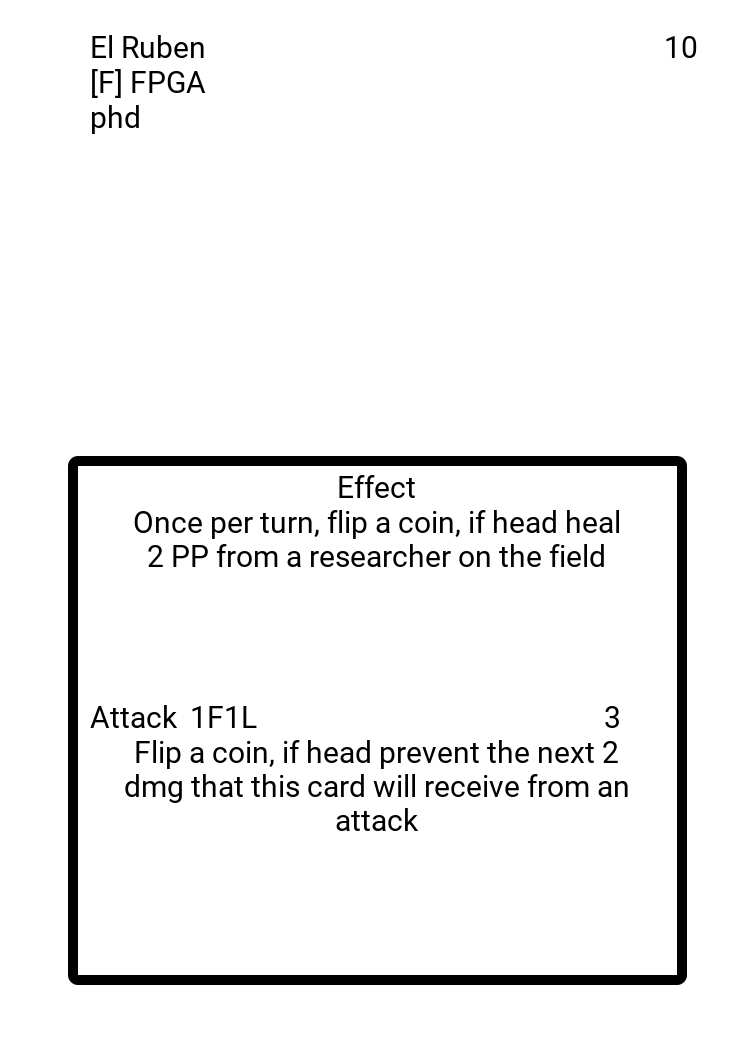 El Ruben 10
[F] FPGA
phd
Effect
Once per turn, flip a coin, if head heal
2 PP from a researcher on the field
Attack 1F1L 3
Flip a coin, if head prevent the next 2
dmg that this card will receive from an
attack